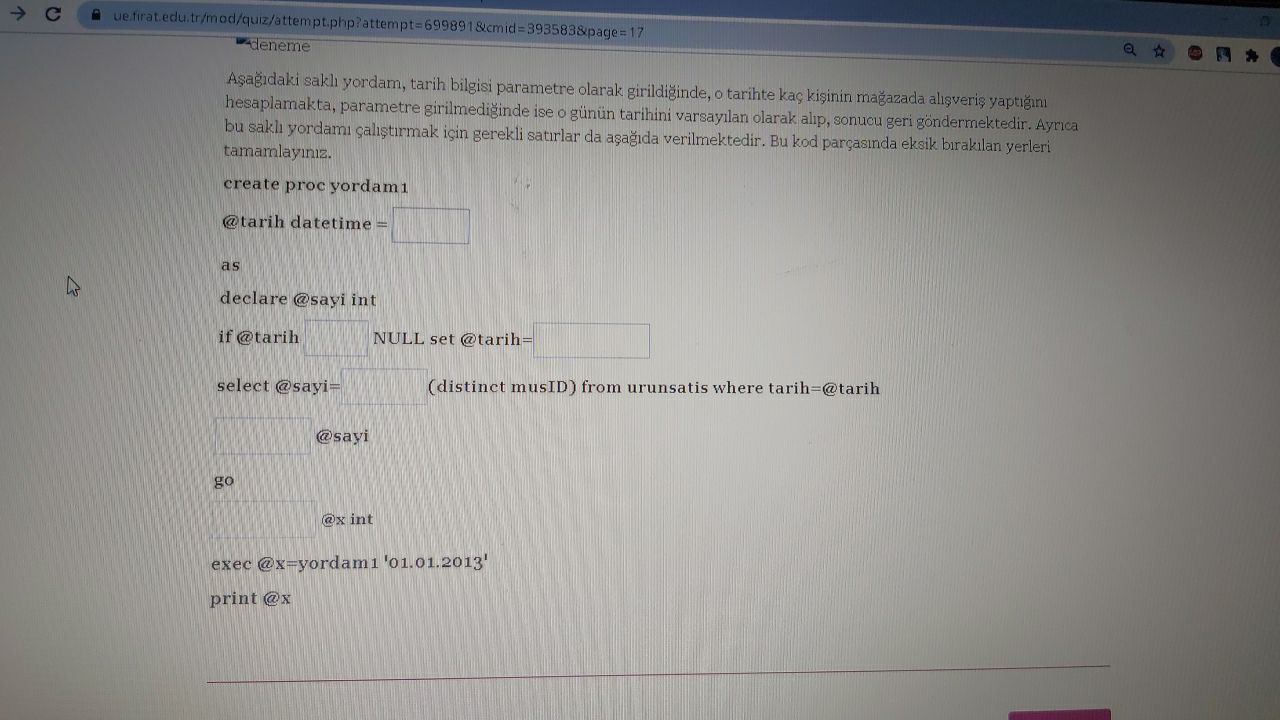 ue.firat.edu.tr/mod/quiz/attempt.php?attempt=699891&cmid=393583&page=17
deneme
Aşağıdaki saklı yordam, tarih bilgisi parametre olarak girildiğinde, o tarihte kaç kişinin mağazada alışveriş yaptığını
hesaplamakta, parametre girilmediğinde ise o günün tarihini varsayılan olarak alıp, sonucu geri göndermektedir. Ayrıca
bu saklı yordamı çalıştırmak için gerekli satırlar da aşağıda verilmektedir. Bu kod parçasında eksik bırakılan yerleri
tamamlayınız.
create proc yordam1
@tarih datetime =
as
declare @sayi int
if @tarih NULL set @tarih=
select @sayi= (distinct musID) from urunsatis where tarih=@tarih
@sayi
go
@x int
exec @x=yordam1 '01.01.2013'
print @x